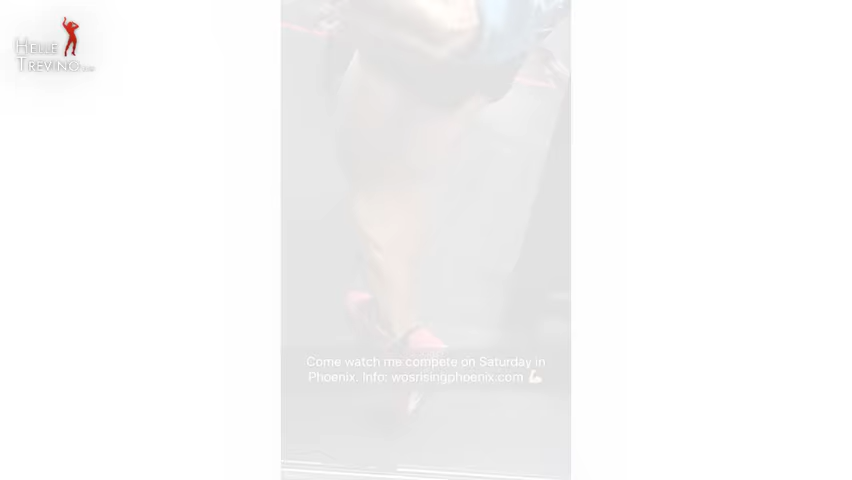 HELLE
TREVINO
Come watch me compete on Saturday in
Phoenix. Info: wosrisingphoenix.com 💪🏻